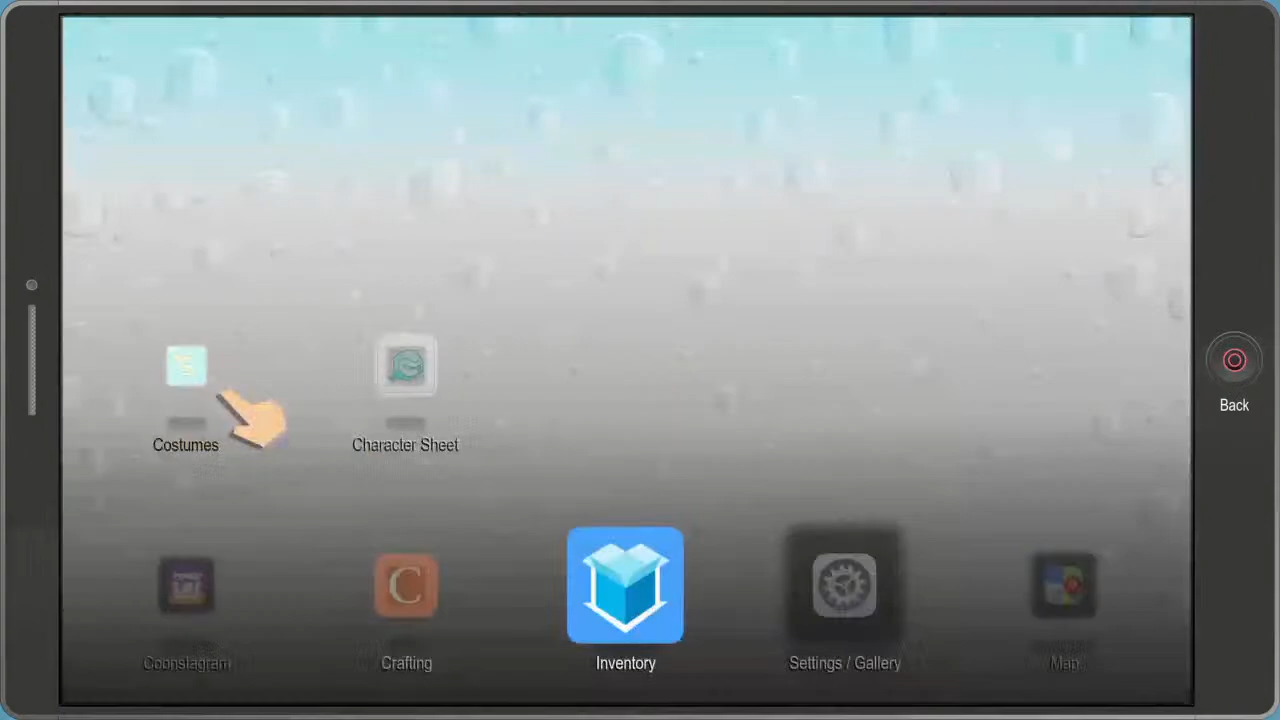 Back
Costumes
Character Sheet
C
Coonstagram
Crafting
Inventory
Settings / Gallery
Map